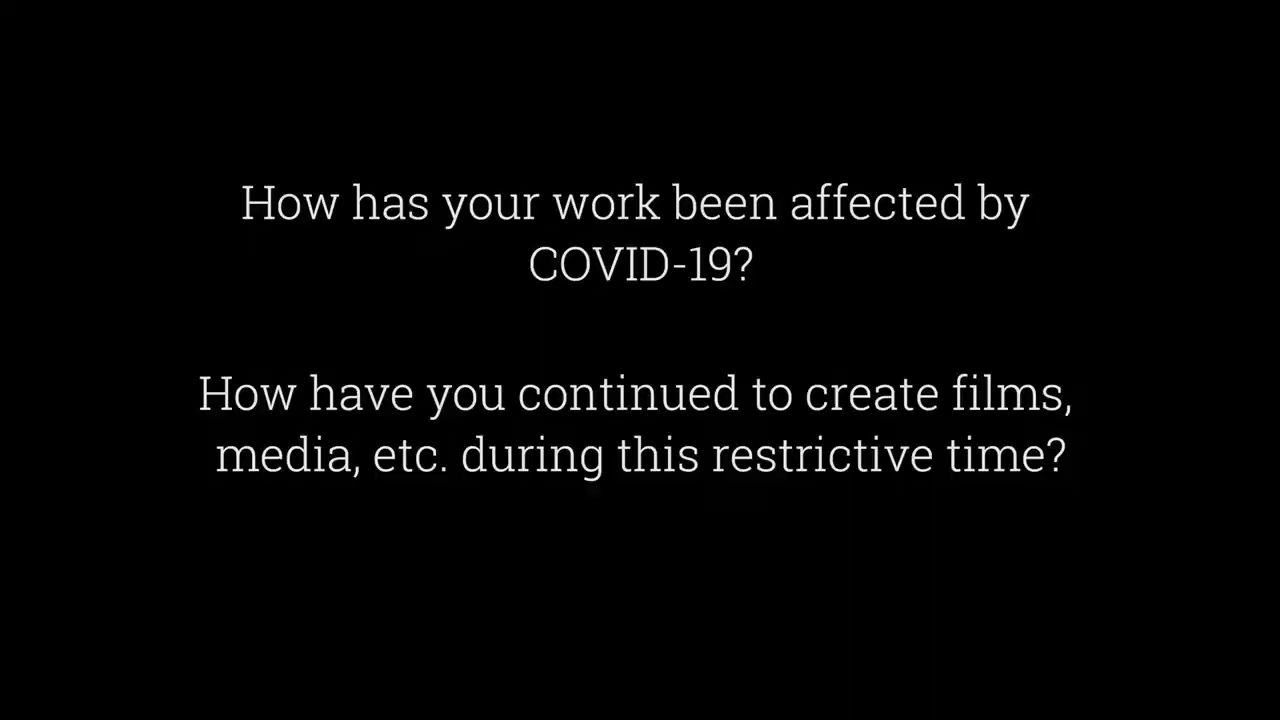 How has your work been affected by
COVID-19?
How have you continued to create films,
media, etc. during this restrictive time?